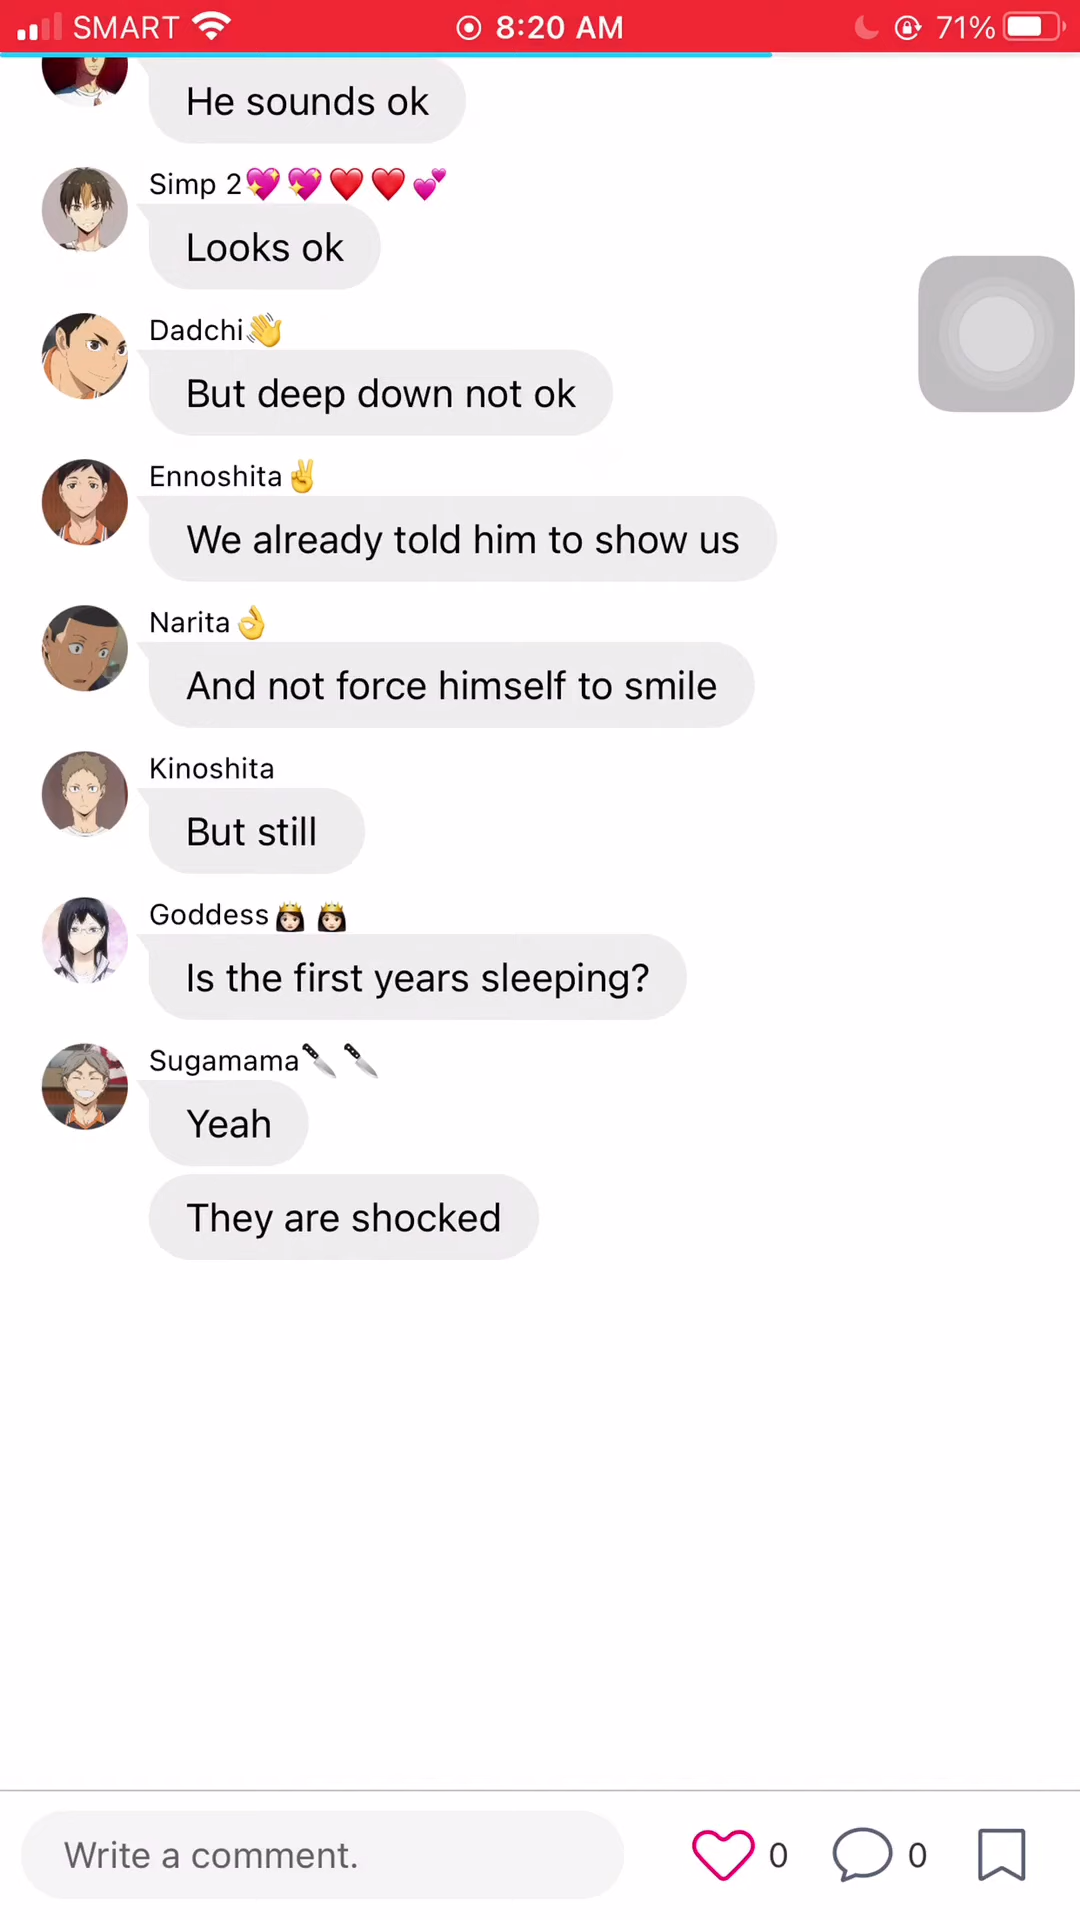 SMART 8:20 AM 71%
He sounds ok
Simp 2💖💖❤️❤️💕
Looks ok
Dadchi👋
But deep down not ok
Ennoshita✌️
We already told him to show us
Narita👌
And not force himself to smile
Kinoshita
But still
Goddess👸🏻👸🏻
Is the first years sleeping?
Sugamama🔪🔪
Yeah
They are shocked
Write a comment. 0 0